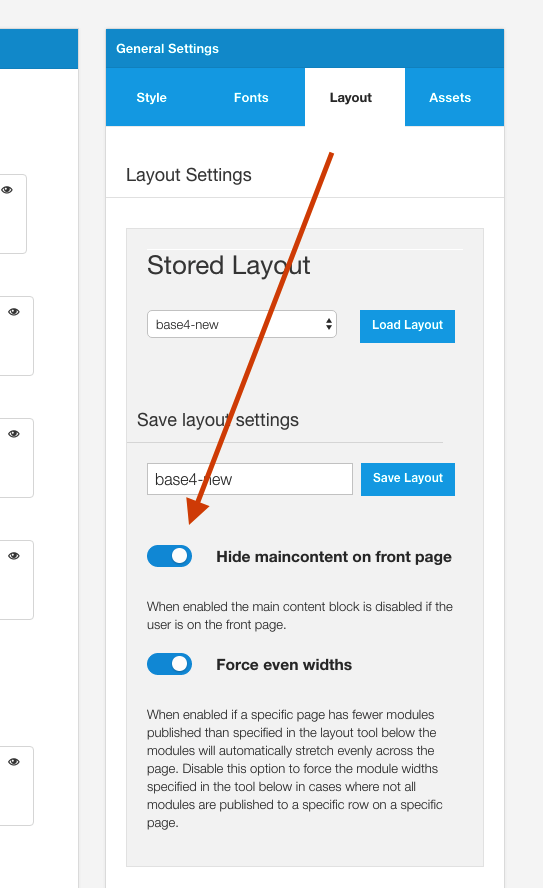 General Settings
Style
Fonts
Layout
Assets
Layout Settings
Stored Layout
base4-new
Load Layout
Save layout settings
base4-new
Save Layout
Hide maincontent on front page
When enabled the main content block is disabled if the
user is on the front page.
Force even widths
When enabled if a specific page has fewer modules
published than specified in the layout tool below the
modules will automatically stretch evenly across the
page. Disable this option to force the module widths
specified in the tool below in cases where not all
modules are published to a specific row on a specific
page.